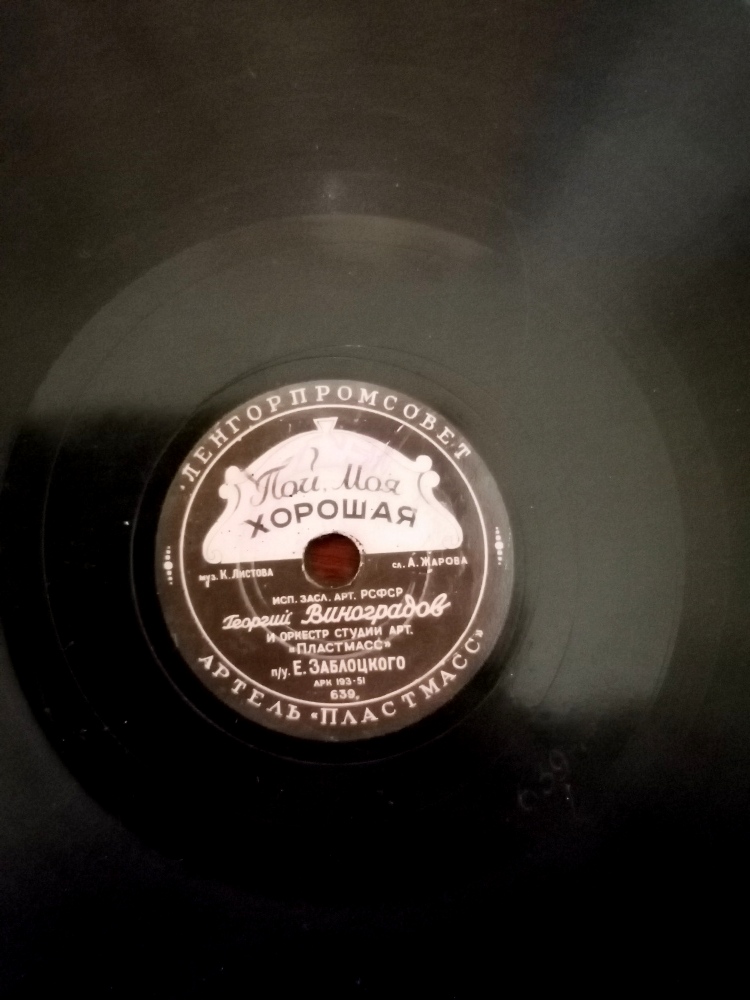 ЛЕНГОРПРОМСОВЕТ
Пой, Моя
ХОРОШАЯ
муз. К. Листова
сл. А. Жарова
ИСП. ЗАСЛ. АРТ. РСФСР
Георгий Виноградов
И ОРКЕСТР СТУДИИ АРТ.
«ПЛАСТМАСС»
п/у. Е. ЗАБЛОЦКОГО
АРК 193-51
639,
АРТЕЛЬ «ПЛАСТМАСС»
639